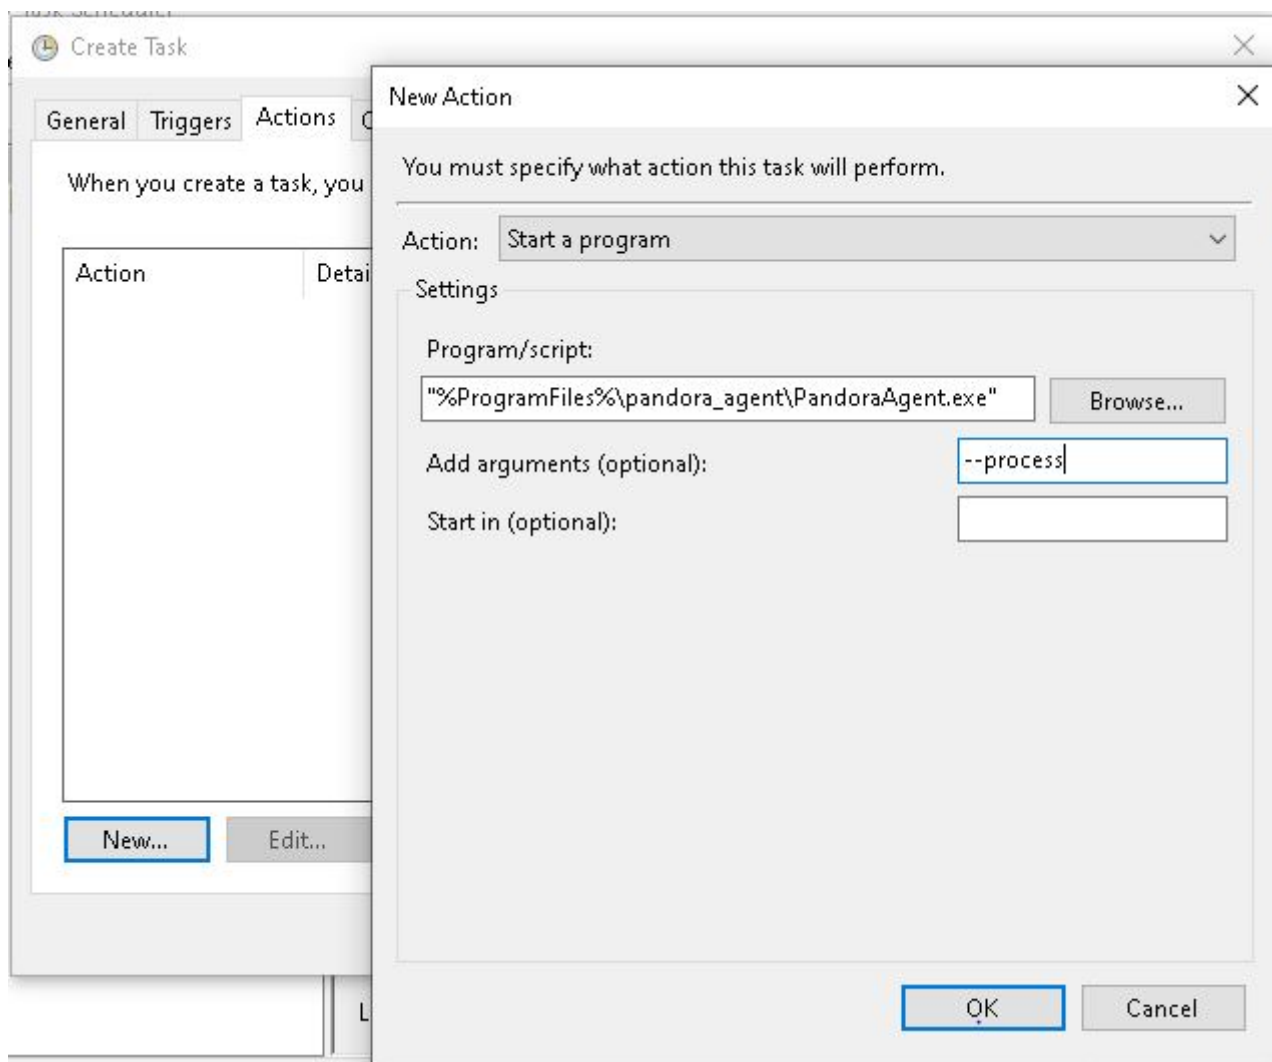 Create Task
New Action
General Triggers Actions
You must specify what action this task will perform.
When you create a task, you
Action: Start a program
Action Detai
Settings
Program/script:
"%ProgramFiles%\pandora_agent\PandoraAgent.exe" Browse...
Add arguments (optional): --process
Start in (optional):
New... Edit...
OK Cancel